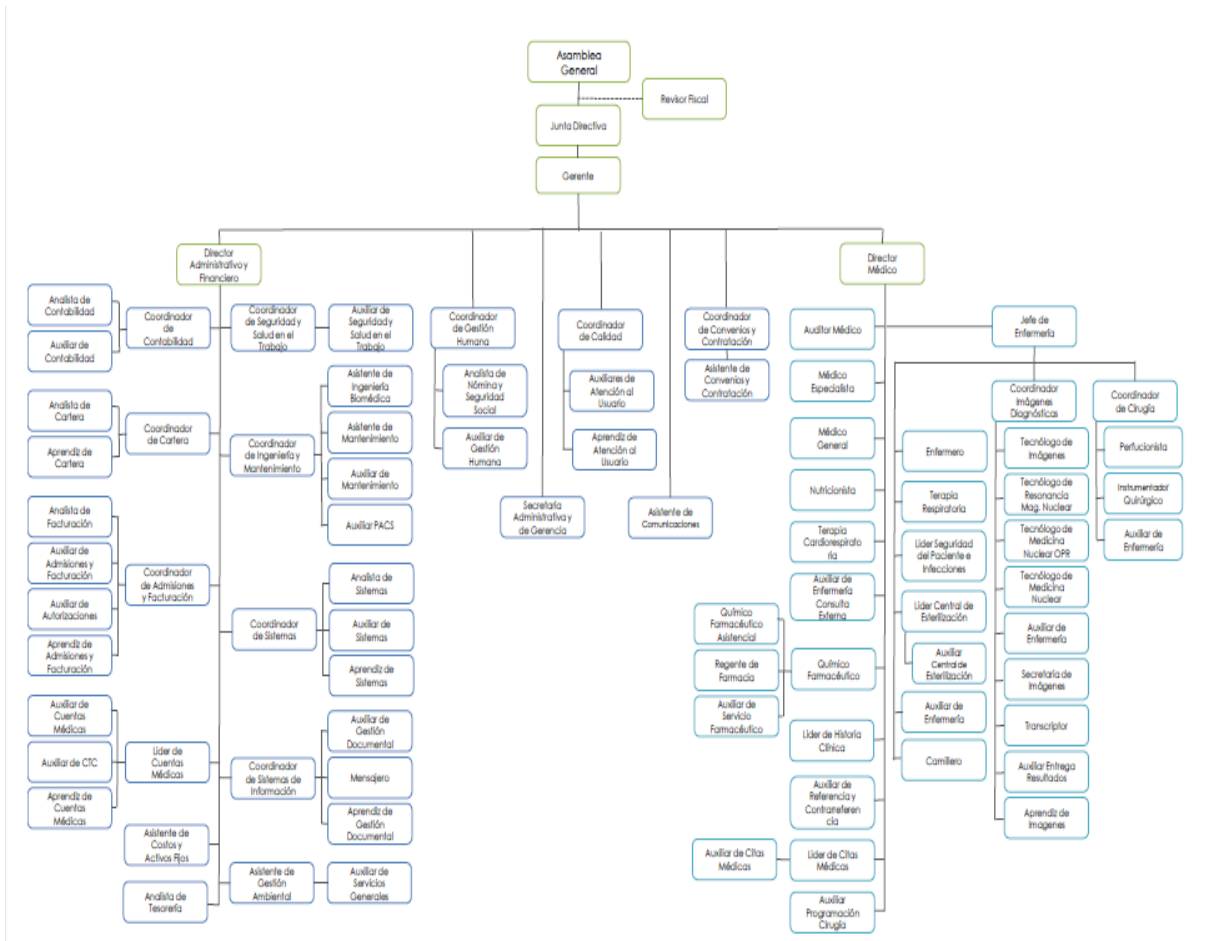 Asamblea
General
Revisor Fiscal
Junta Directiva
Gerente
Director
Administrativo y
Financiero
Director
Médico
Analista de
Contabilidad
Auxiliar de
Contabilidad
Coordinador
de
Contabilidad
Coordinador
de Seguridad y
Salud en el
Trabajo
Auxiliar de
Seguridad y
Salud en el
Trabajo
Analista de
Cartera
Aprendiz de
Cartera
Coordinador
de Cartera
Coordinador
de Ingeniería y
Mantenimiento
Asistente de
Ingeniería
Biomédica
Asistente de
Mantenimiento
Auxiliar de
Mantenimiento
Auxiliar PACS
Analista de
Facturación
Auxiliar de
Admisiones y
Facturación
Auxiliar de
Autorizaciones
Aprendiz de
Admisiones y
Facturación
Coordinador
de Admisiones
y Facturación
Coordinador
de Sistemas
Analista de
Sistemas
Auxiliar de
Sistemas
Aprendiz de
Sistemas
Auxiliar de
Cuentas
Médicas
Auxiliar de CTC
Aprendiz de
Cuentas
Médicas
Lider de
Cuentas
Médicas
Coordinador
de Sistemas de
Información
Auxiliar de
Gestión
Documental
Mensajero
Aprendiz de
Gestión
Documental
Asistente de
Costos y
Activos Fijos
Analista de
Tesorería
Asistente de
Gestión
Ambiental
Auxiliar de
Servicios
Generales
Coordinador
de Gestión
Humana
Analista de
Nómina y
Seguridad
Social
Auxiliar de
Gestión
Humana
Secretaria
Administrativa y
de Gerencia
Coordinador
de Calidad
Auxiliares de
Atención al
Usuario
Aprendiz de
Atención al
Usuario
Asistente de
Comunicaciones
Coordinador
de Convenios y
Contratación
Asistente de
Convenios y
Contratación
Auditor Médico
Médico
Especialista
Médico
General
Nutricionista
Terapia
Cardiorespirato
ria
Auxiliar de
Enfermería
Consulta
Externa
Químico
Farmacéutico
Asistencial
Regente de
Farmacia
Auxiliar de
Servicio
Farmacéutico
Químico
Farmacéutico
Lider de Historia
Clínica
Auxiliar de
Referencia y
Contrarreferen
cia
Auxiliar de Citas
Médicas
Lider de Citas
Médicas
Auxiliar
Programación
Cirugía
Jefe de
Enfermería
Enfermero
Terapia
Respiratoria
Lider Seguridad
del Paciente e
Infecciones
Lider Central de
Esterilización
Auxiliar
Central de
Esterilización
Auxiliar de
Enfermería
Camillero
Coordinador
Imágenes
Diagnósticas
Tecnólogo de
Imágenes
Tecnólogo de
Resonancia
Mag. Nuclear
Tecnólogo de
Medicina
Nuclear OPR
Tecnólogo de
Medicina
Nuclear
Auxiliar de
Enfermería
Secretaria de
Imágenes
Transcriptor
Auxiliar Entrega
Resultados
Aprendiz de
Imagenes
Coordinador
de Cirugía
Perfucionista
Instrumentador
Quirúrgico
Auxiliar de
Enfermería